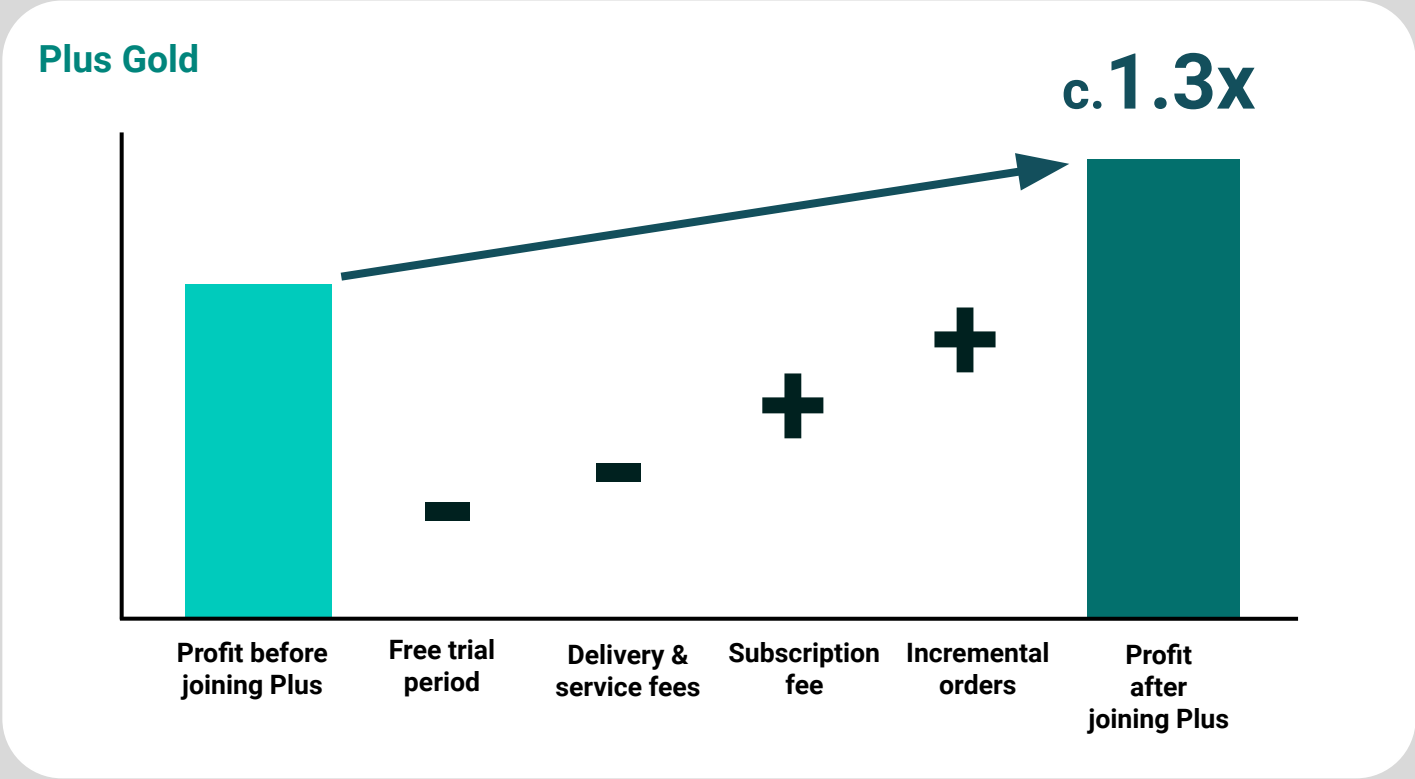 Plus Gold
c.1.3x
Profit before
joining Plus
Free trial
period
Delivery &
service fees
Subscription
fee
Incremental
orders
Profit
after
joining Plus